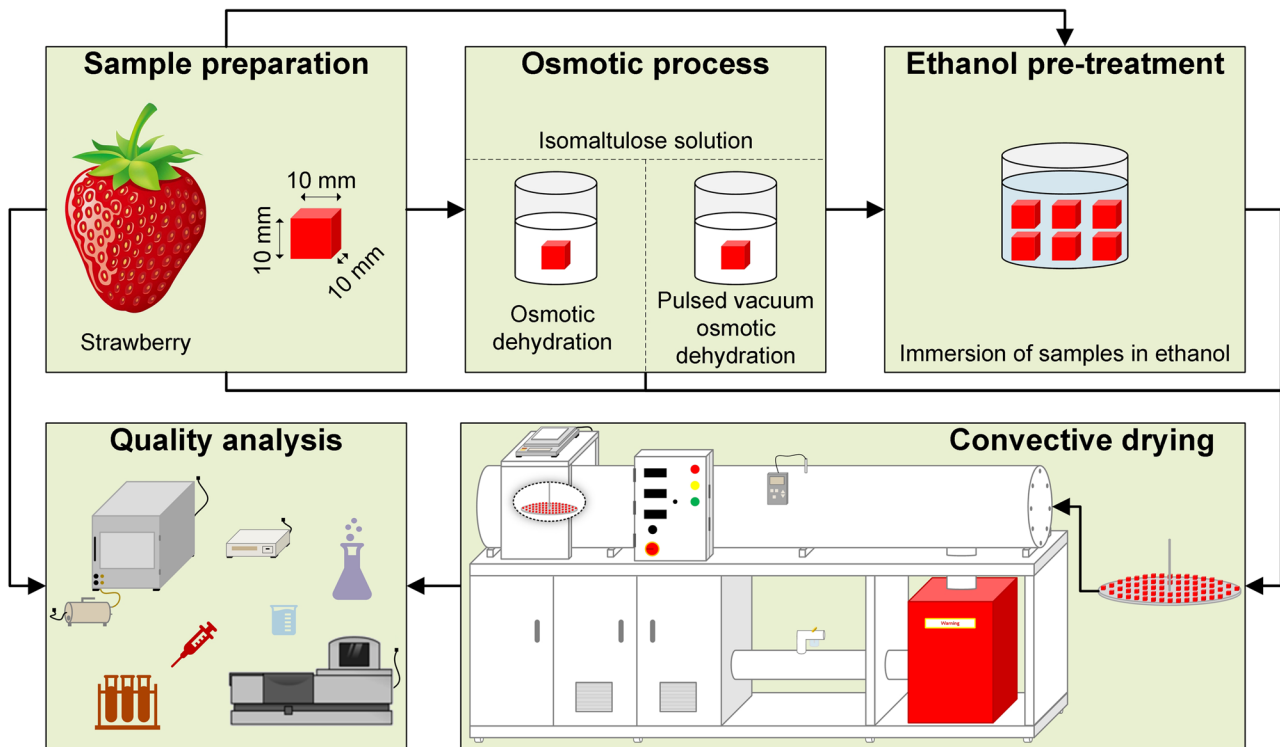 Sample preparation
10 mm
10 mm
10 mm
Strawberry
Osmotic process
Isomaltulose solution
Osmotic
dehydration
Pulsed vacuum
osmotic
dehydration
Ethanol pre-treatment
Immersion of samples in ethanol
Quality analysis
Convective drying
Warning